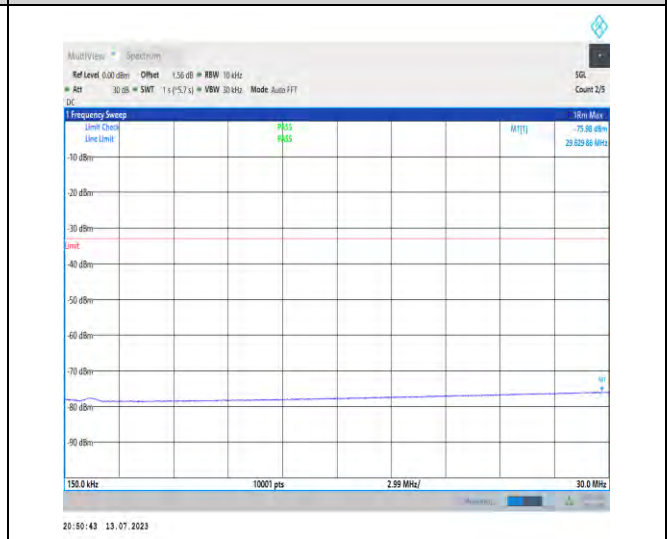 MultiView Spectrum
Ref Level 0.00 dBm Offset 1.56 dB RBW 10 kHz SGL
Att 30 dB SWT 1 s (~5.7 s) VBW 30 kHz Mode Auto FFT Count 2/5
DC
1 Frequency Sweep 1Rm Max
Limit Check PASS M1[1] -75.98 dBm
Line Limit PASS 29.829 86 MHz
-10 dBm
-20 dBm
-30 dBm
Limit
-40 dBm
-50 dBm
-60 dBm
-70 dBm
M1
-80 dBm
-90 dBm
150.0 kHz 10001 pts 2.99 MHz/ 30.0 MHz
20:50:43 13.07.2023